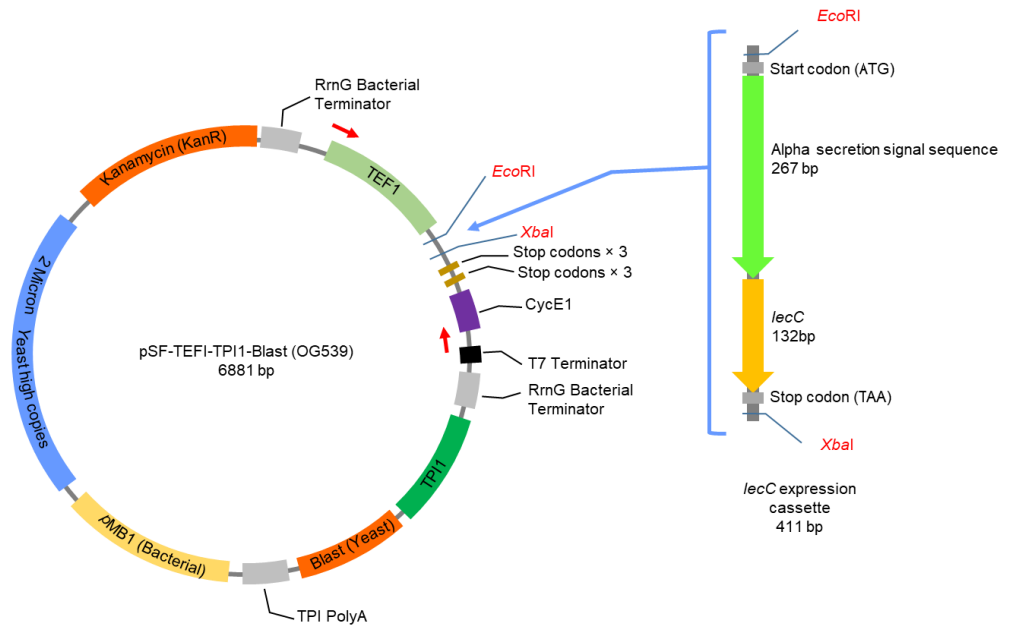 RrnG Bacterial
Terminator
Kanamycin (KanR)
TEF1
EcoRI
XbaI
Stop codons × 3
Stop codons × 3
CycE1
T7 Terminator
RrnG Bacterial
Terminator
TPI1
Blast (Yeast)
TPI PolyA
pMB1 (Bacterial)
2 Micron Yeast high copies
pSF-TEFI-TPI1-Blast (OG539)
6881 bp
EcoRI
Start codon (ATG)
Alpha secretion signal sequence
267 bp
lecC
132bp
Stop codon (TAA)
XbaI
lecC expression
cassette
411 bp